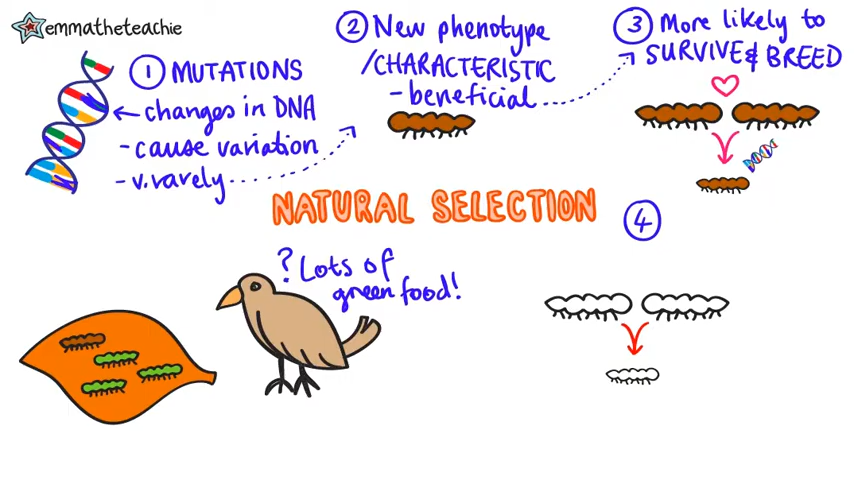 emmatheteachie
1 MUTATIONS
← changes in DNA
- cause variation
- v.rarely
2 New phenotype
/CHARACTERISTIC
- beneficial
3 More likely to
SURVIVE & BREED
NATURAL SELECTION
4
? Lots of
green food!